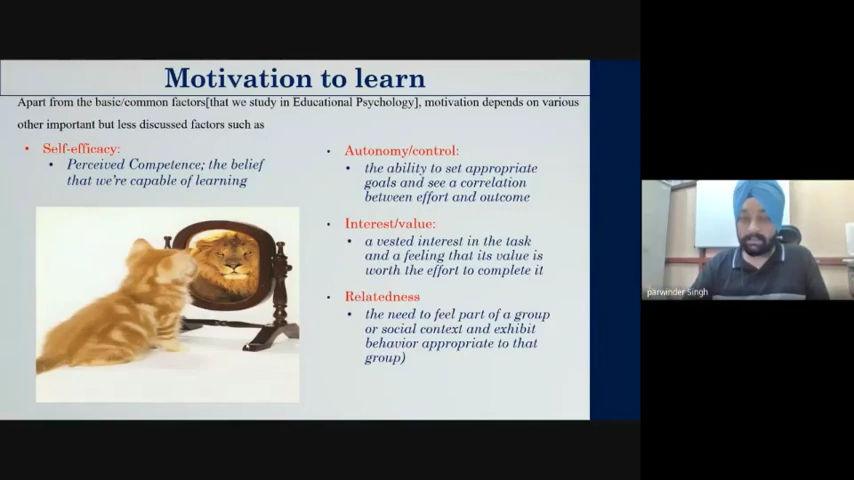 Motivation to learn
Apart from the basic/common factors[that we study in Educational Psychology], motivation depends on various
other important but less discussed factors such as
• Self-efficacy:
• Perceived Competence; the belief
that we're capable of learning
• Autonomy/control:
• the ability to set appropriate
goals and see a correlation
between effort and outcome
• Interest/value:
• a vested interest in the task
and a feeling that its value is
worth the effort to complete it
• Relatedness
• the need to feel part of a group
or social context and exhibit
behavior appropriate to that
group)
parwinder Singh